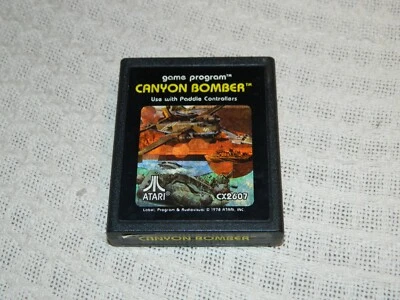 game program™
CANYON BOMBER™
Use with Paddle Controllers
ATARI
CX2607
Label, Program & Audiovisual © 1978 ATARI, Inc.
CANYON BOMBER